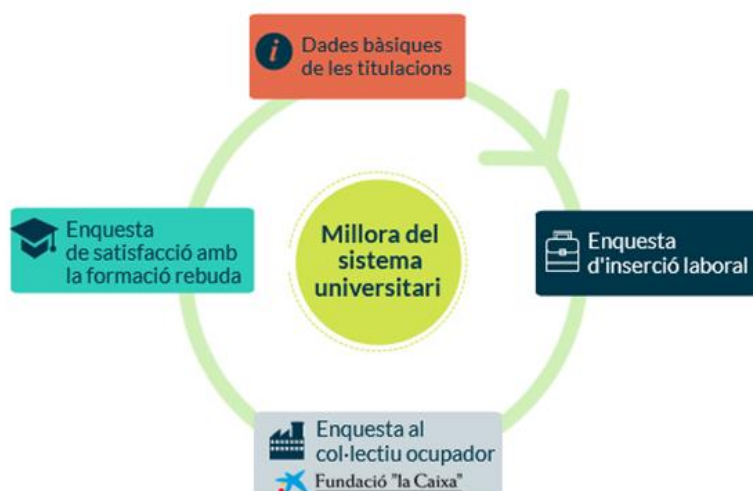 Dades bàsiques
de les titulacions
Enquesta
de satisfacció amb
la formació rebuda
Millora del
sistema
universitari
Enquesta
d'inserció laboral
Enquesta al
col·lectiu ocupador
Fundació "la Caixa"